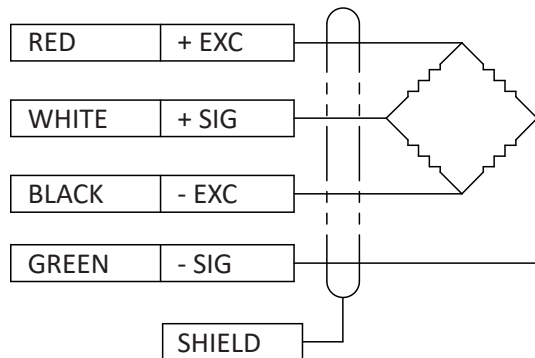 RED + EXC
WHITE + SIG
BLACK - EXC
GREEN - SIG
SHIELD